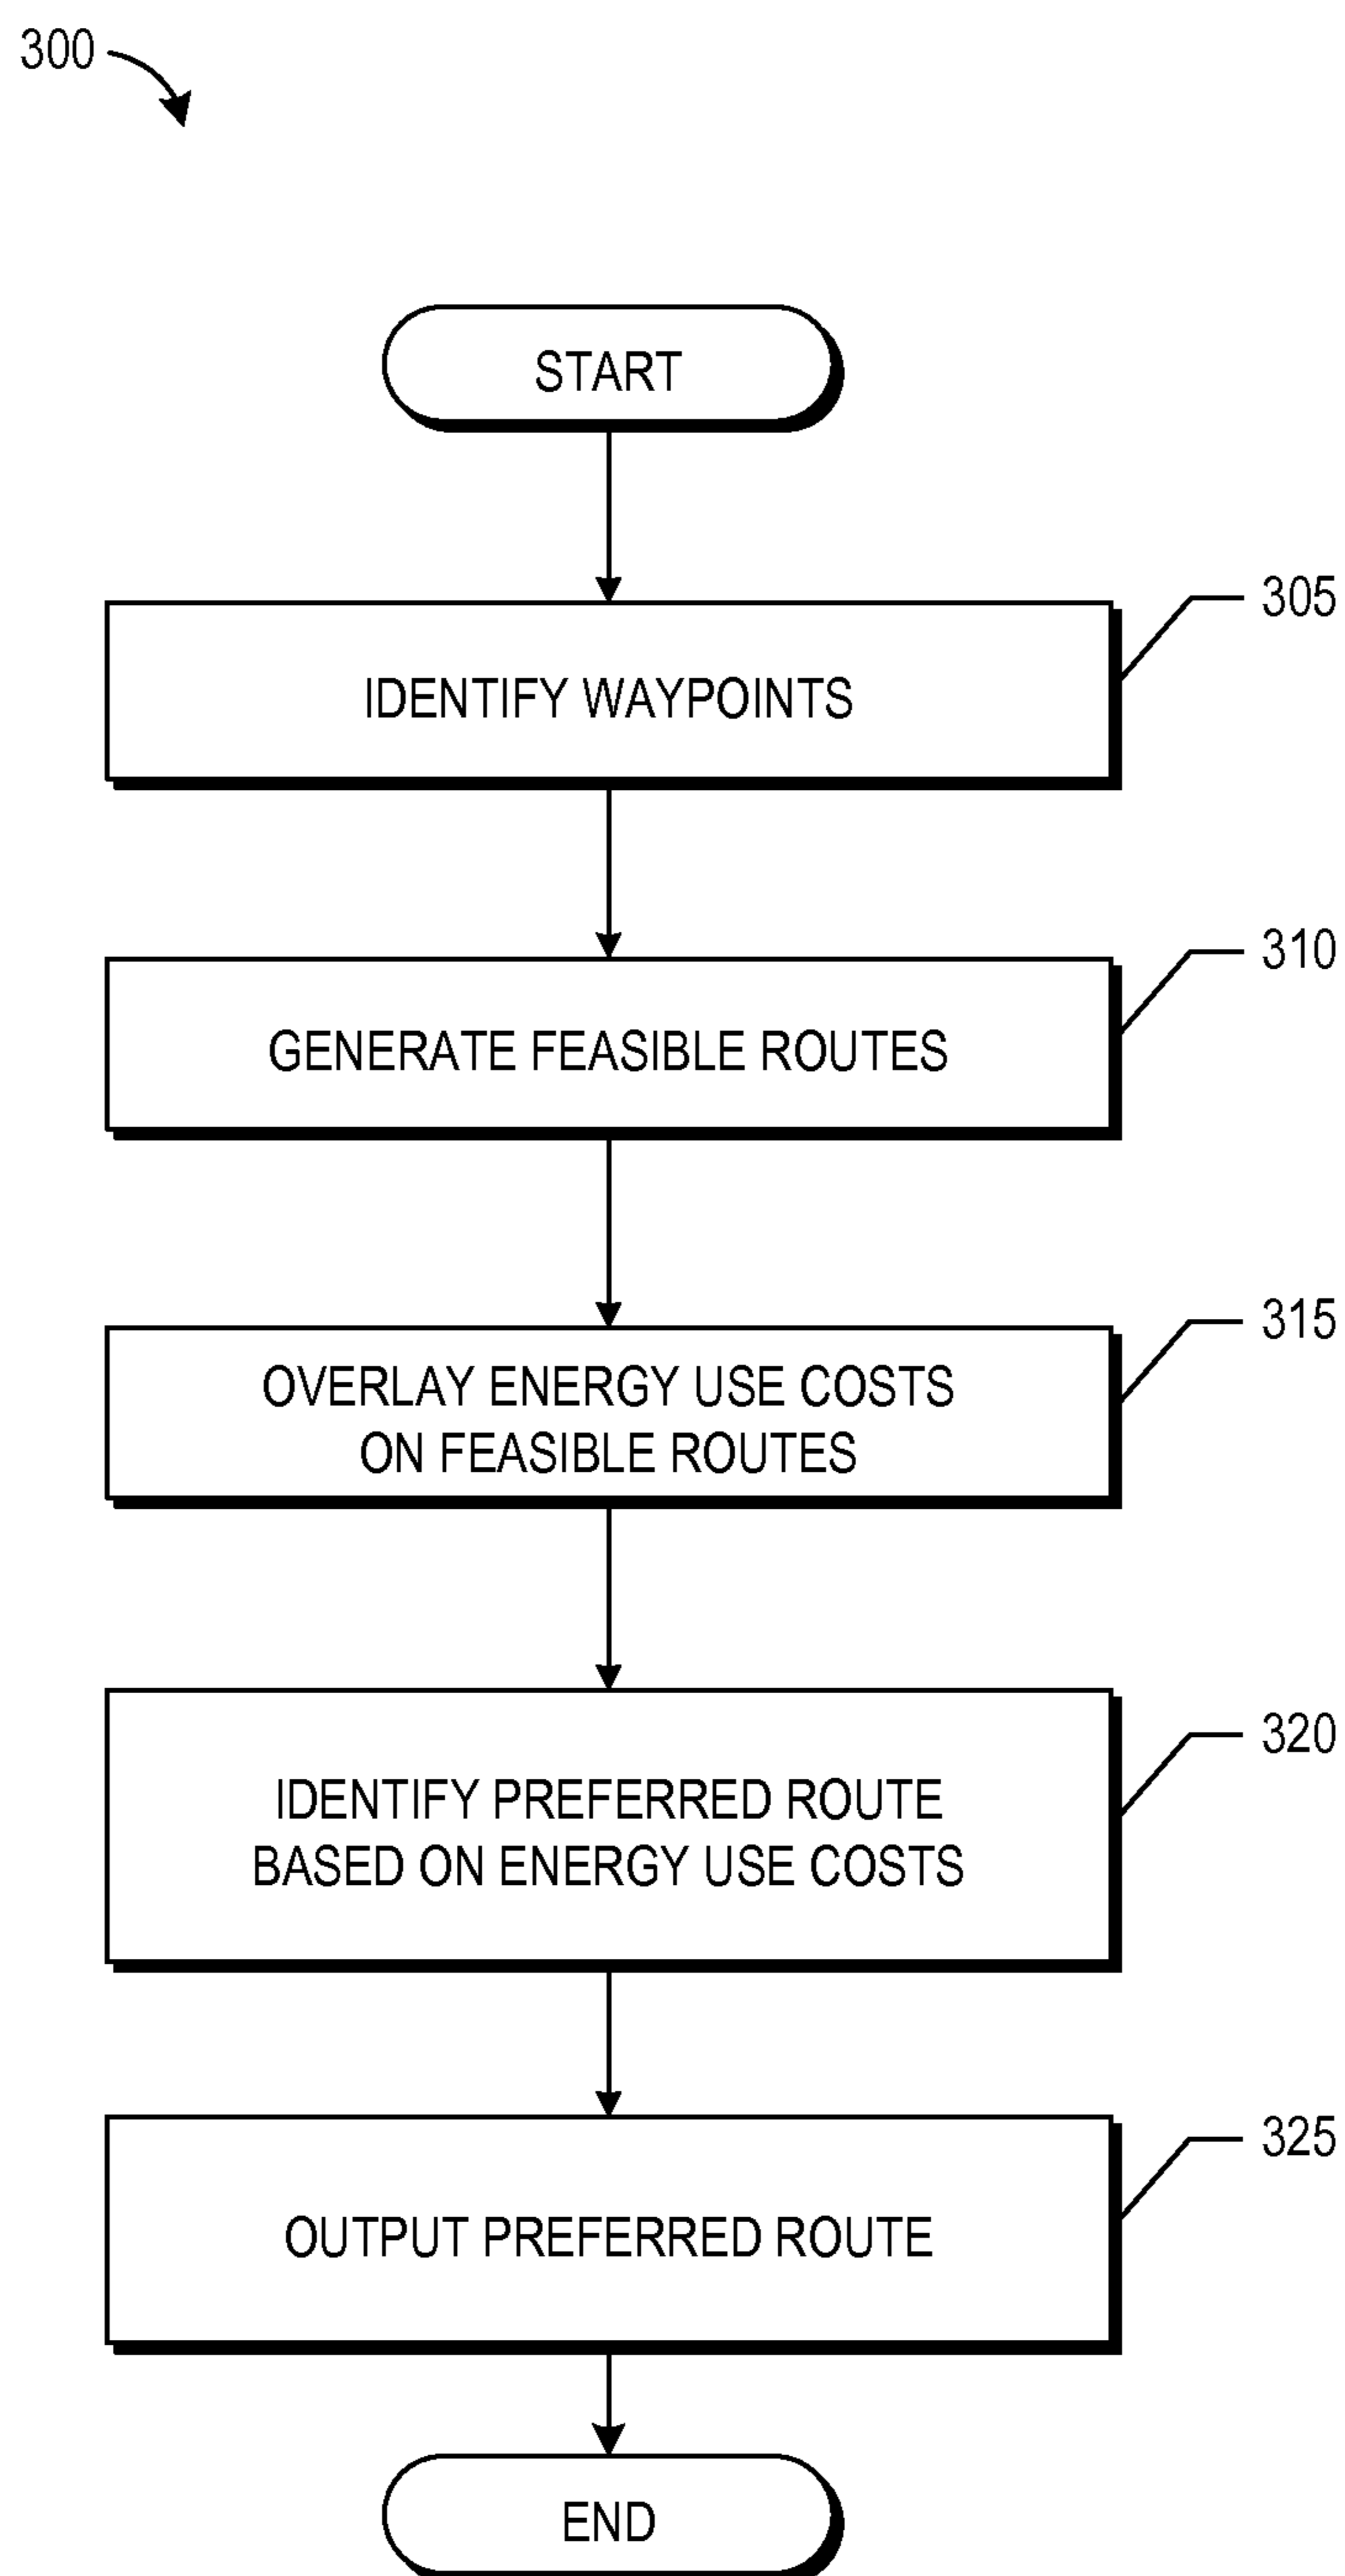 300
START
305
IDENTIFY WAYPOINTS
310
GENERATE FEASIBLE ROUTES
315
OVERLAY ENERGY USE COSTS
ON FEASIBLE ROUTES
320
IDENTIFY PREFERRED ROUTE
BASED ON ENERGY USE COSTS
325
OUTPUT PREFERRED ROUTE
END